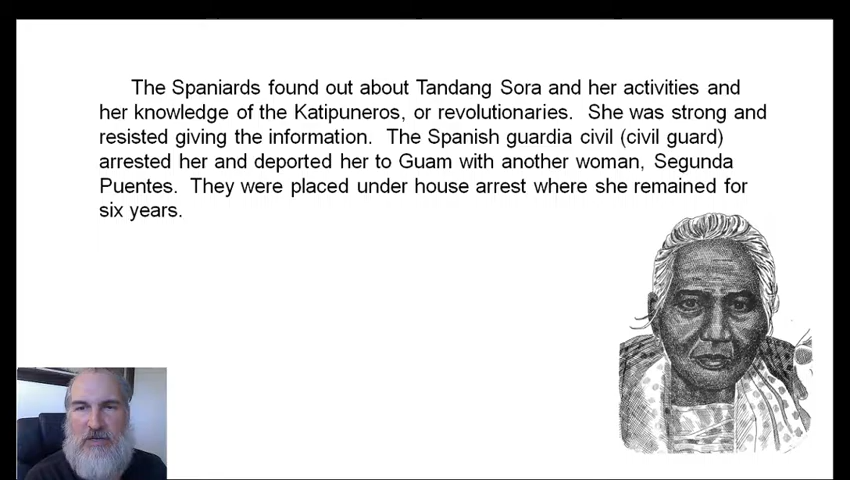 The Spaniards found out about Tandang Sora and her activities and
her knowledge of the Katipuneros, or revolutionaries.  She was strong and
resisted giving the information.  The Spanish guardia civil (civil guard)
arrested her and deported her to Guam with another woman, Segunda
Puentes.  They were placed under house arrest where she remained for
six years.